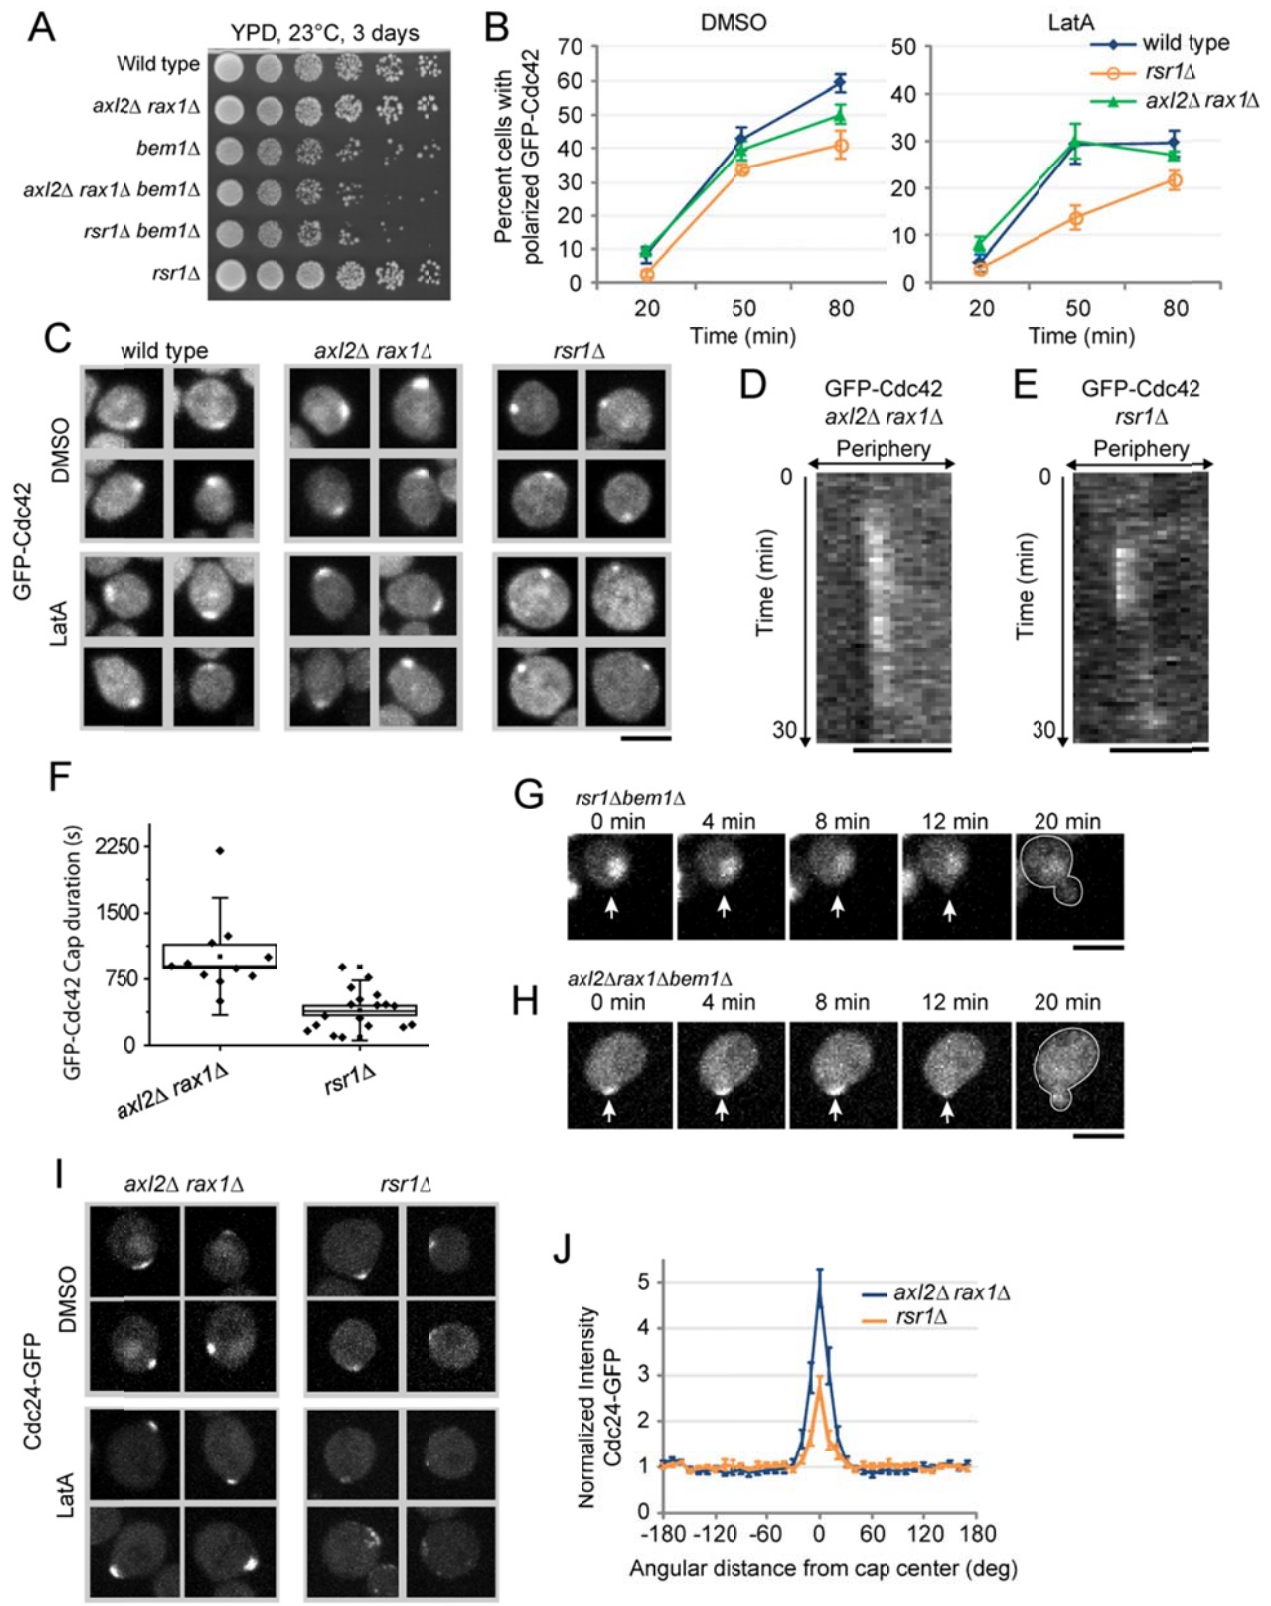 A
YPD, 23°C, 3 days
Wild type
axl2Δ rax1Δ
bem1Δ
axl2Δ rax1Δ bem1Δ
rsr1Δ bem1Δ
rsr1Δ
B
DMSO
LatA
Percent cells with
polarized GFP-Cdc42
70
60
50
40
30
20
10
0
20
50
80
Time (min)
50
40
30
20
10
0
20
50
80
Time (min)
wild type
rsr1Δ
axl2Δ rax1Δ
C
wild type
axl2Δ rax1Δ
rsr1Δ
GFP-Cdc42
DMSO
LatA
D
GFP-Cdc42
axl2Δ rax1Δ
Periphery
0
Time (min)
30
E
GFP-Cdc42
rsr1Δ
Periphery
0
Time (min)
30
F
GFP-Cdc42 Cap duration (s)
2250
1500
750
0
axl2Δ rax1Δ
rsr1Δ
G
rsr1Δbem1Δ
0 min
4 min
8 min
12 min
20 min
H
axl2Δrax1Δbem1Δ
0 min
4 min
8 min
12 min
20 min
I
axl2Δ rax1Δ
rsr1Δ
Cdc24-GFP
DMSO
LatA
J
Normalized Intensity
Cdc24-GFP
5
4
3
2
1
0
-180 -120 -60 0 60 120 180
Angular distance from cap center (deg)
axl2Δ rax1Δ
rsr1Δ